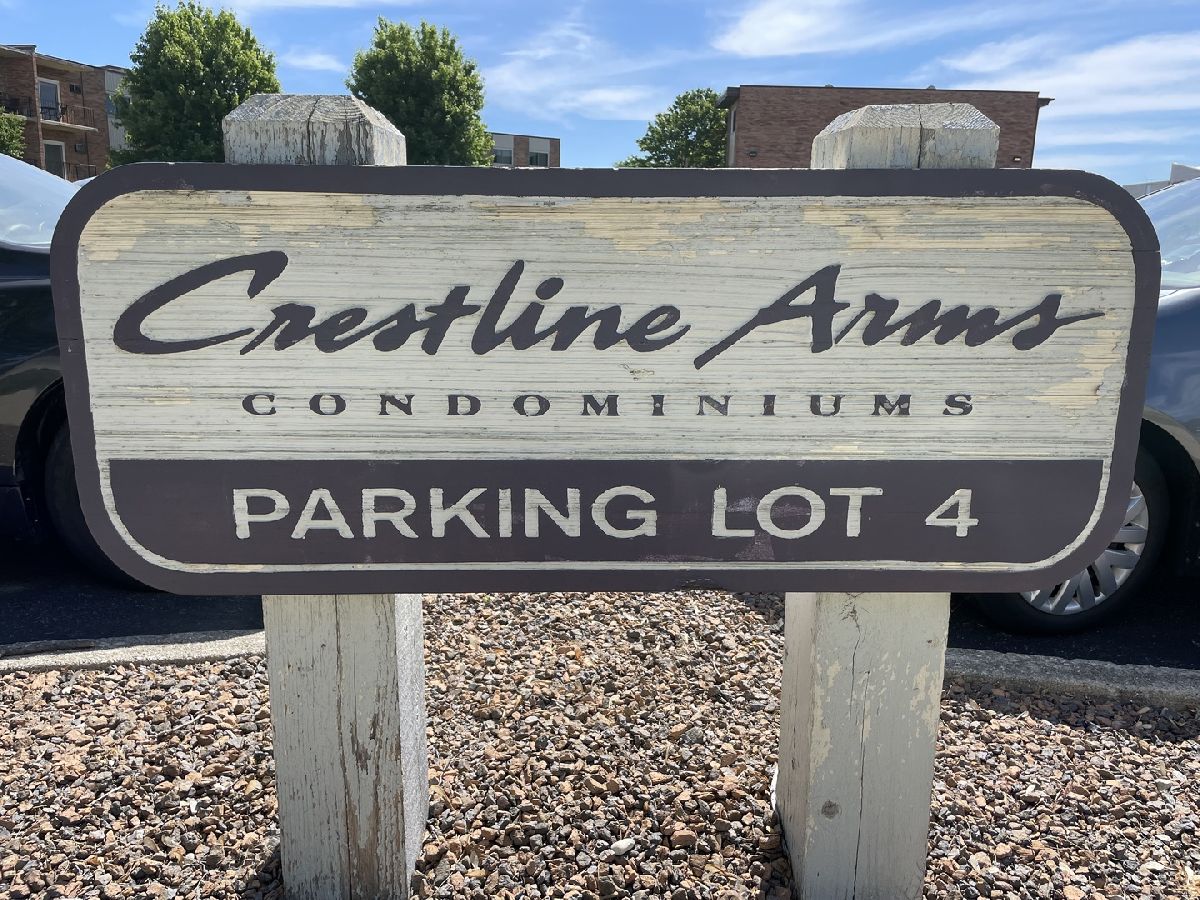 Crestline Arms
CONDOMINIUMS
PARKING LOT 4